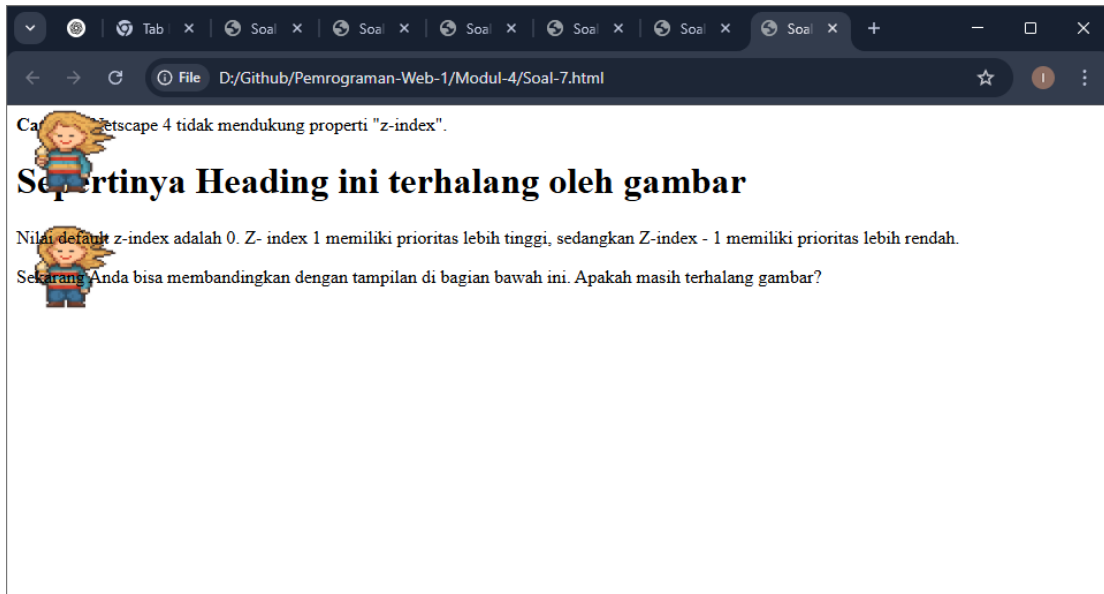 Tab
Soal
Soal
Soal
Soal
Soal
Soal
File D:/Github/Pemrograman-Web-1/Modul-4/Soal-7.html
I
Ca etscape 4 tidak mendukung properti "z-index".
Sepertinya Heading ini terhalang oleh gambar
Nilai default z-index adalah 0. Z- index 1 memiliki prioritas lebih tinggi, sedangkan Z-index - 1 memiliki prioritas lebih rendah.
Sekarang Anda bisa membandingkan dengan tampilan di bagian bawah ini. Apakah masih terhalang gambar?